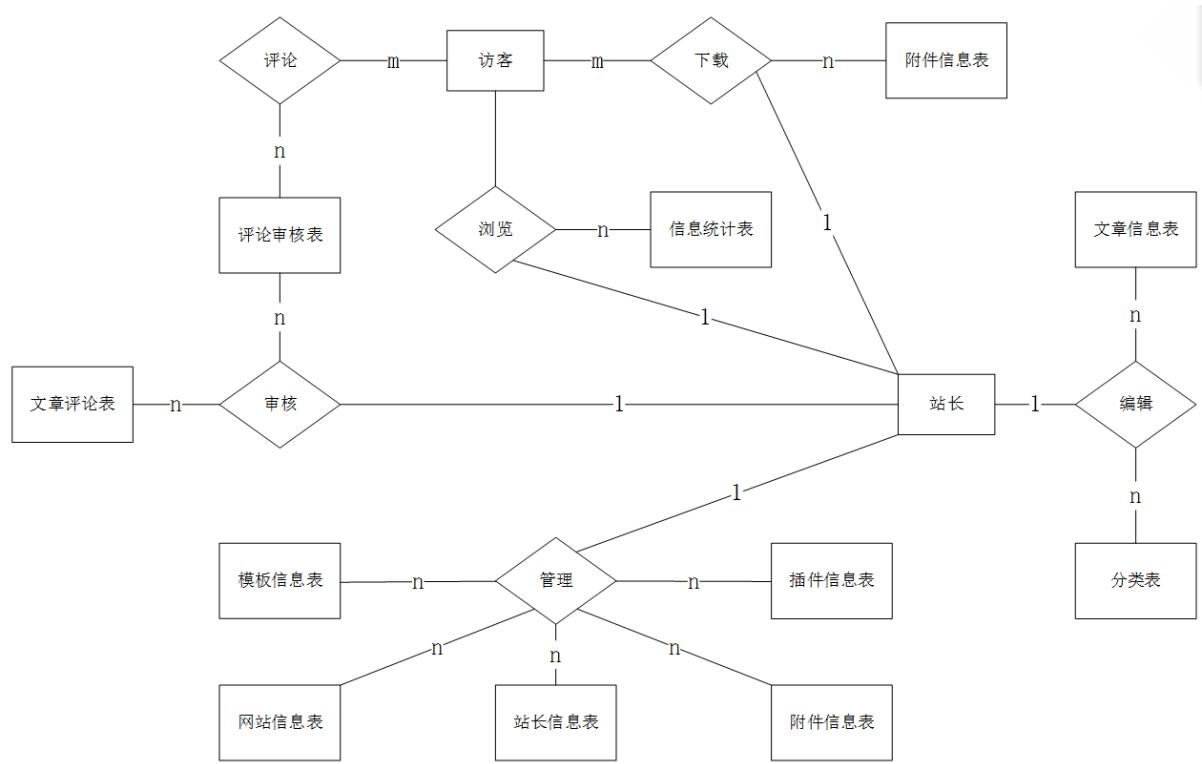 评论
m
访客
m
下载
n
附件信息表
n
评论审核表
浏览
n
信息统计表
1
文章信息表
n
1
n
文章评论表
n
审核
1
站长
1
编辑
1
n
模板信息表
n
管理
n
插件信息表
分类表
n
n
n
网站信息表
站长信息表
附件信息表